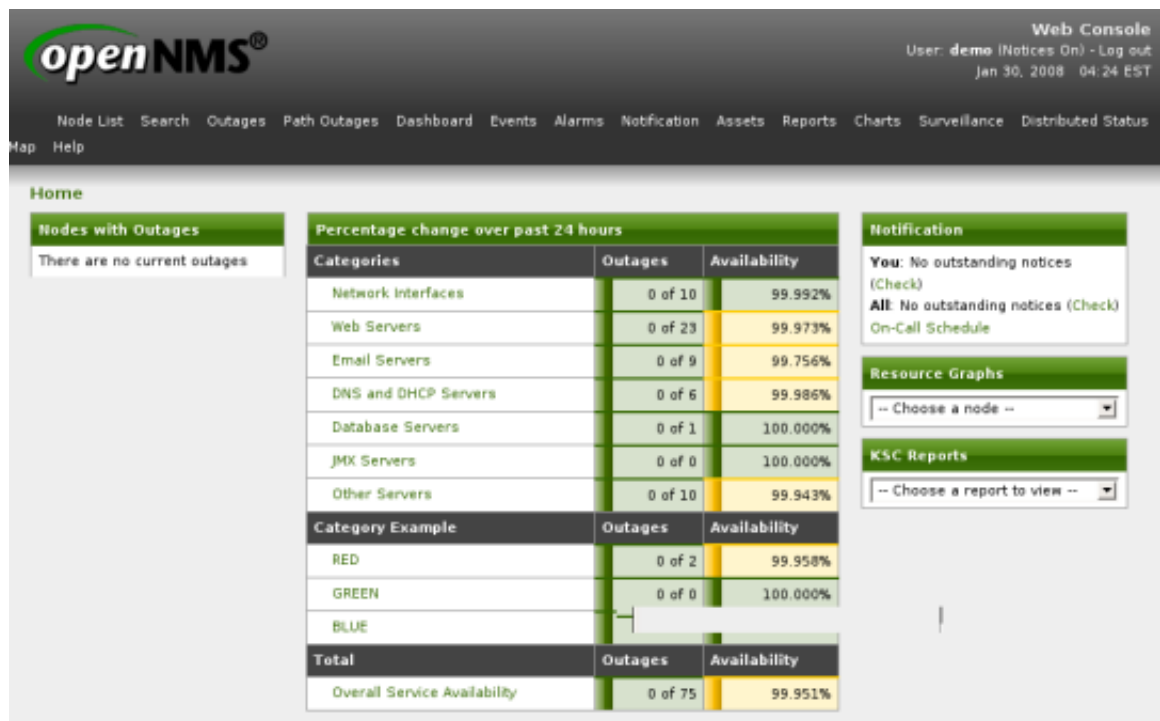 openNMS®
Web Console
User: demo (Notices On) - Log out
Jan 30, 2008 04:24 EST
Node List Search Outages Path Outages Dashboard Events Alarms Notification Assets Reports Charts Surveillance Distributed Status
Map Help
Home
Nodes with Outages
There are no current outages
Percentage change over past 24 hours
Categories Outages Availability
Network Interfaces 0 of 10 99.992%
Web Servers 0 of 23 99.973%
Email Servers 0 of 9 99.756%
DNS and DHCP Servers 0 of 6 99.986%
Database Servers 0 of 1 100.000%
JMX Servers 0 of 0 100.000%
Other Servers 0 of 10 99.943%
Category Example Outages Availability
RED 0 of 2 99.958%
GREEN 0 of 0 100.000%
BLUE
Total Outages Availability
Overall Service Availability 0 of 75 99.951%
Notification
You: No outstanding notices
(Check)
All: No outstanding notices (Check)
On-Call Schedule
Resource Graphs
-- Choose a node --
KSC Reports
-- Choose a report to view --